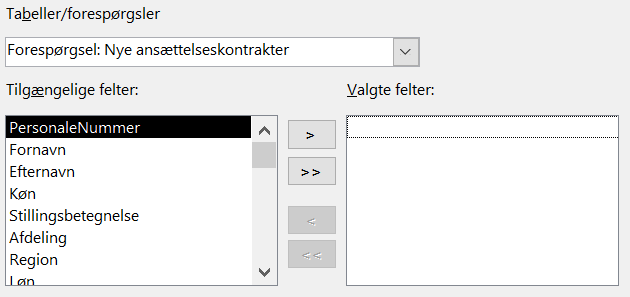 Tabeller/forespørgsler
Forespørgsel: Nye ansættelseskontrakter
Tilgængelige felter:
Valgte felter:
PersonaleNummer
Fornavn
Efternavn
Køn
Stillingsbetegnelse
Afdeling
Region
Løn
>
>>
<
<<